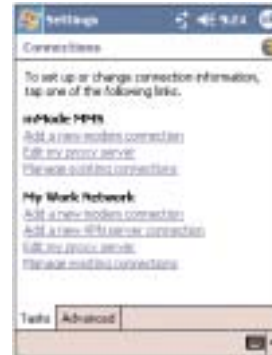 Settings 9:24
Connections
To set up or change connection information,
tap one of the following links.
mMode MMS
Add a new modem connection
Edit my proxy server
Manage existing connections
My Work Network
Add a new modem connection
Add a new VPN server connection
Edit my proxy server
Manage existing connections
Tasks Advanced